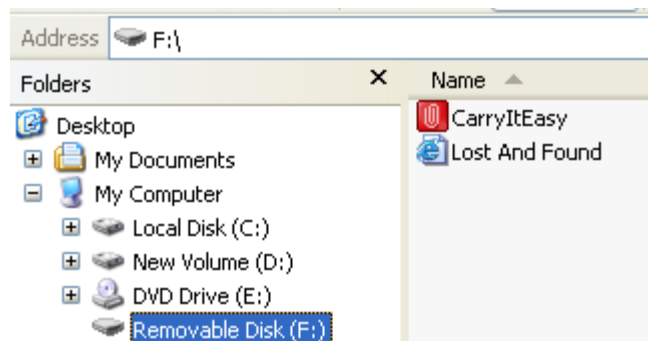 Address F:\
Folders
Desktop
My Documents
My Computer
Local Disk (C:)
New Volume (D:)
DVD Drive (E:)
Removable Disk (F:)
Name
CarryItEasy
Lost And Found